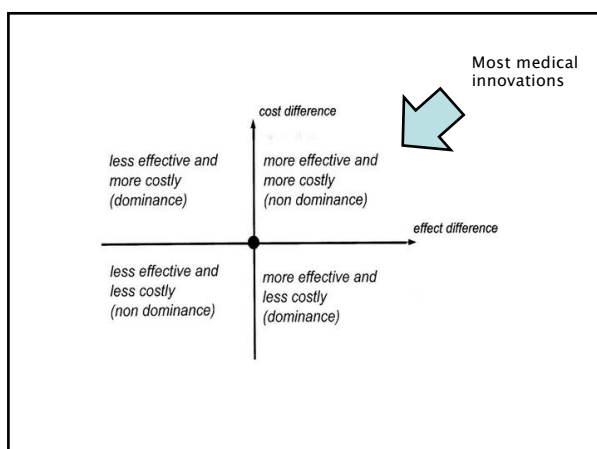 Most medical
innovations
cost difference
less effective and
more costly
(dominance)
more effective and
more costly
(non dominance)
effect difference
less effective and
less costly
(non dominance)
more effective and
less costly
(dominance)